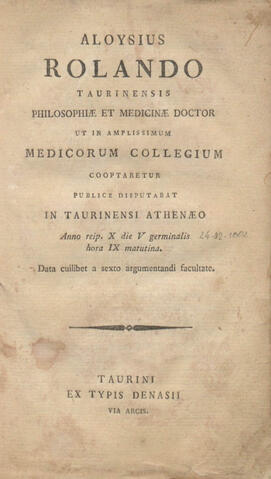 ALOYSIUS
ROLANDO
TAURINENSIS
PHILOSOPHIÆ ET MEDICINÆ DOCTOR
UT IN AMPLISSIMUM
MEDICORUM COLLEGIUM
COOPTARETUR
PUBLICE DISPUTABAT
IN TAURINENSI ATHENÆO
Anno reip. X die V germinalis
hora IX matutina.
Data cuilibet a sexto argumentandi facultate.
TAURINI
EX TYPIS DENASII
VIA ARCIS.